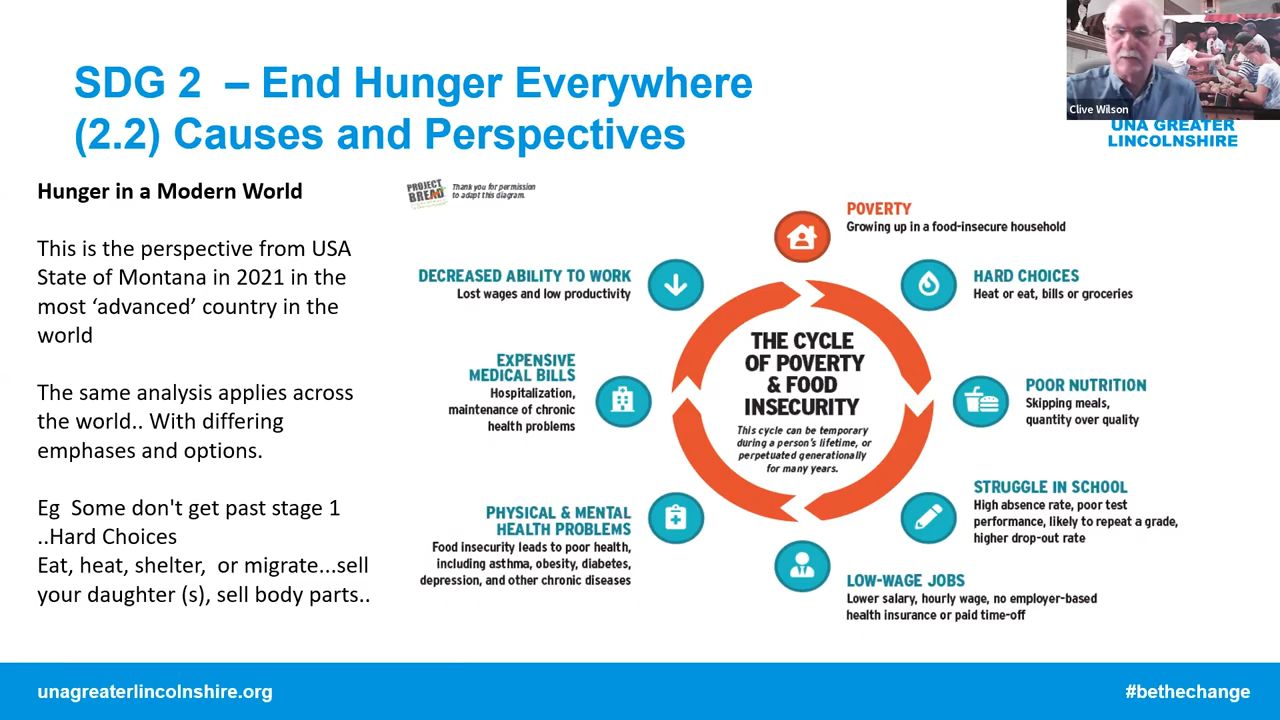 SDG 2 – End Hunger Everywhere
(2.2) Causes and Perspectives
Clive Wilson
UNA GREATER
LINCOLNSHIRE
Hunger in a Modern World
This is the perspective from USA
State of Montana in 2021 in the
most ‘advanced’ country in the
world
The same analysis applies across
the world.. With differing
emphases and options.
Eg Some don't get past stage 1
..Hard Choices
Eat, heat, shelter, or migrate...sell
your daughter (s), sell body parts..
PROJECT
BREAD
Thank you for permission
to adapt this diagram.
POVERTY
Growing up in a food-insecure household
HARD CHOICES
Heat or eat, bills or groceries
POOR NUTRITION
Skipping meals,
quantity over quality
STRUGGLE IN SCHOOL
High absence rate, poor test
performance, likely to repeat a grade,
higher drop-out rate
LOW-WAGE JOBS
Lower salary, hourly wage, no employer-based
health insurance or paid time-off
PHYSICAL & MENTAL
HEALTH PROBLEMS
Food insecurity leads to poor health,
including asthma, obesity, diabetes,
depression, and other chronic diseases
EXPENSIVE
MEDICAL BILLS
Hospitalization,
maintenance of chronic
health problems
DECREASED ABILITY TO WORK
Lost wages and low productivity
THE CYCLE
OF POVERTY
& FOOD
INSECURITY
This cycle can be temporary
during a person's lifetime, or
perpetuated generationally
for many years.
unagreaterlincolnshire.org
#bethechange